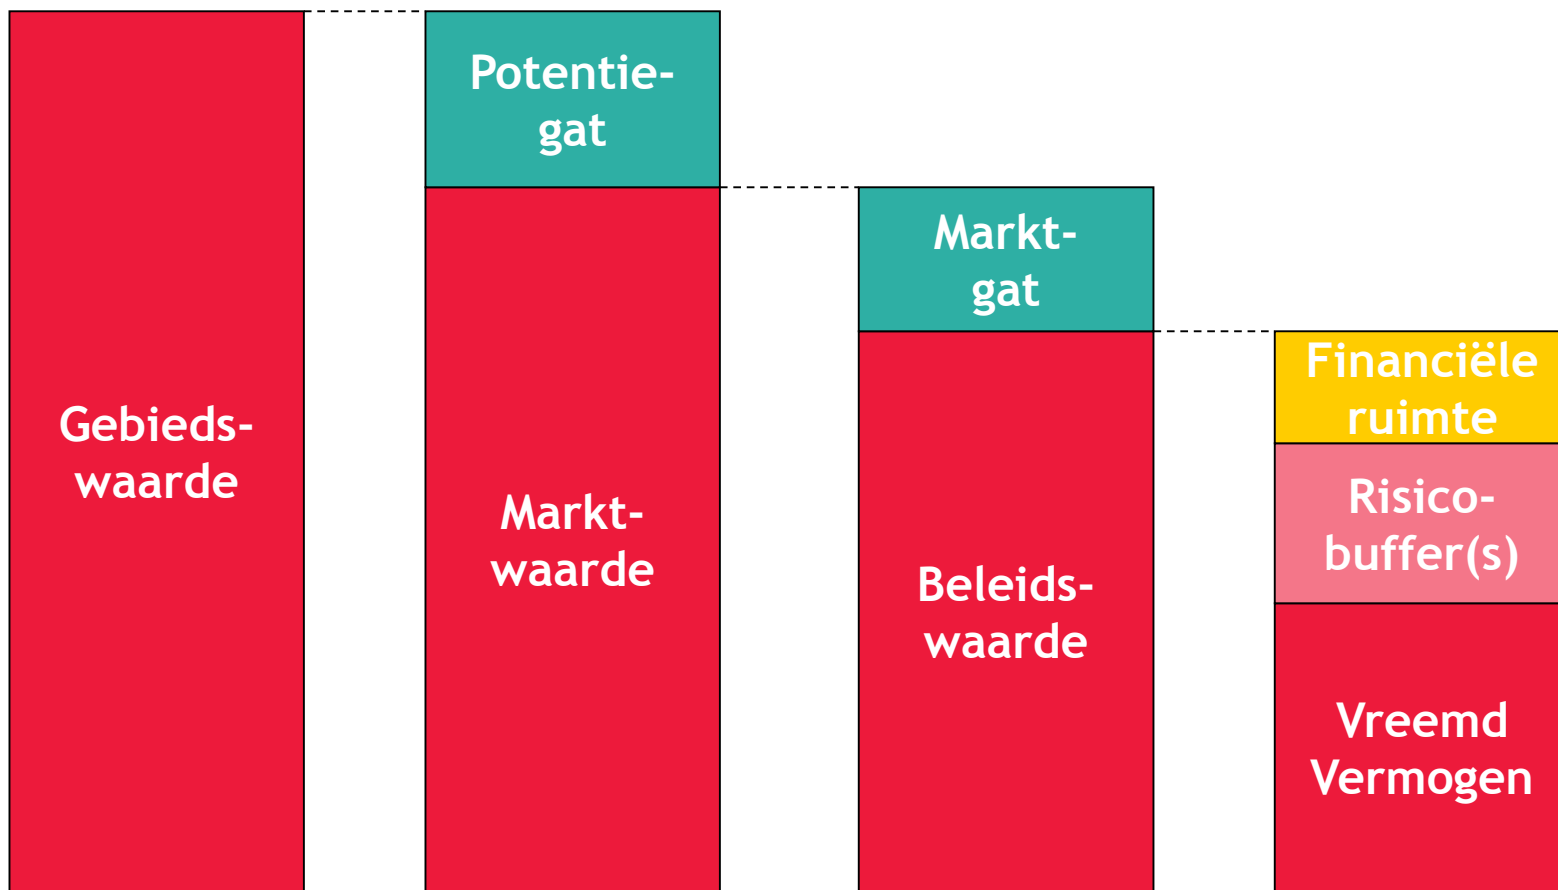 Gebieds-
waarde
Potentie-
gat
Markt-
waarde
Markt-
gat
Beleids-
waarde
Financiële
ruimte
Risico-
buffer(s)
Vreemd
Vermogen